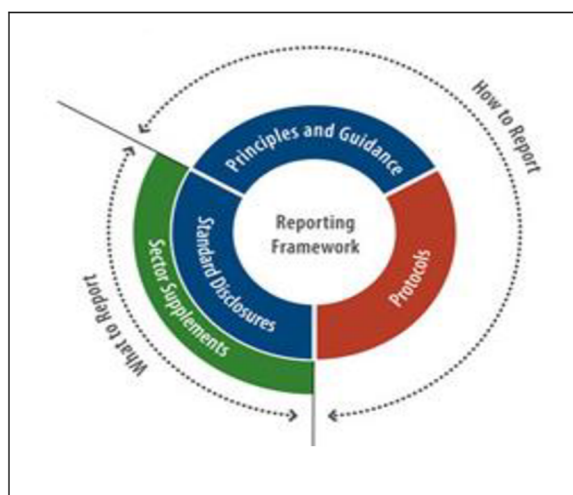 How to Report
Principles and Guidance
Reporting
Framework
Protocols
Standard Disclosures
Sector Supplements
What to Report